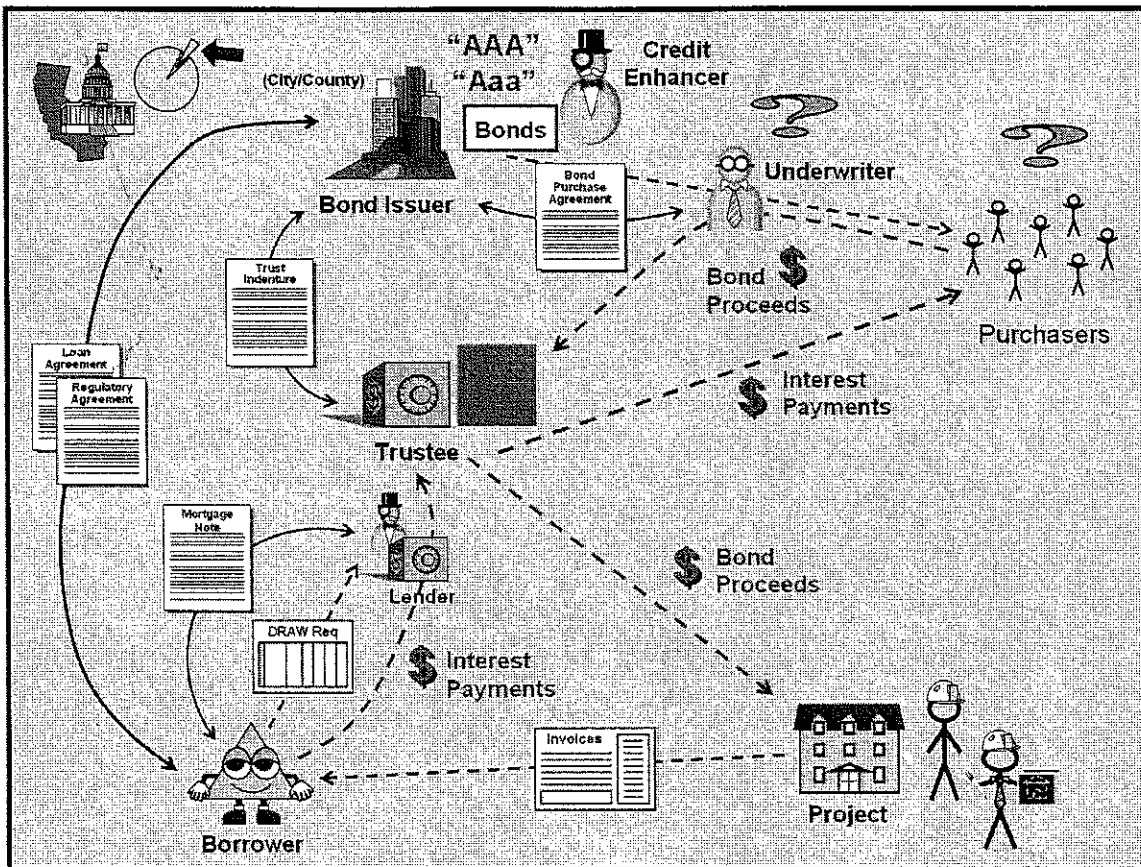 "AAA"
"Aaa"
Credit
Enhancer
(City/County)
Bonds
Bond Issuer
Bond
Purchase
Agreement
Underwriter
Trust
Indenture
Bond $
Proceeds
Purchasers
Loan
Agreement
Regulatory
Agreement
$ Interest
Payments
Trustee
Mortgage
Note
Lender
$ Bond
Proceeds
DRAW Req
$ Interest
Payments
Invoices
Project
Borrower